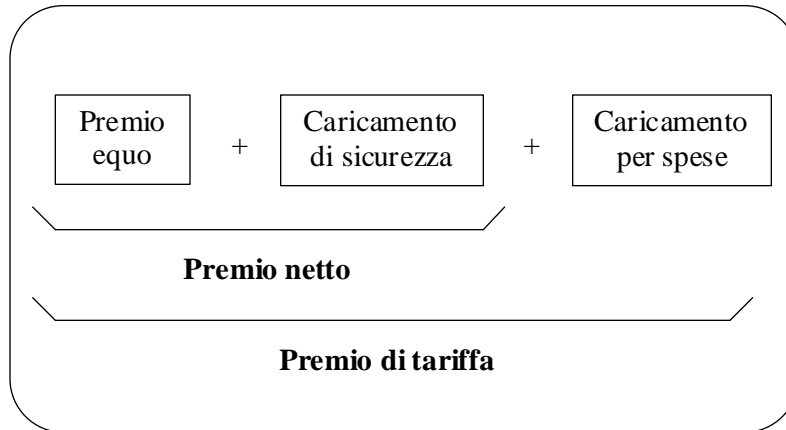 Premio
equo
+
Caricamento
di sicurezza
+
Caricamento
per spese
Premio netto
Premio di tariffa